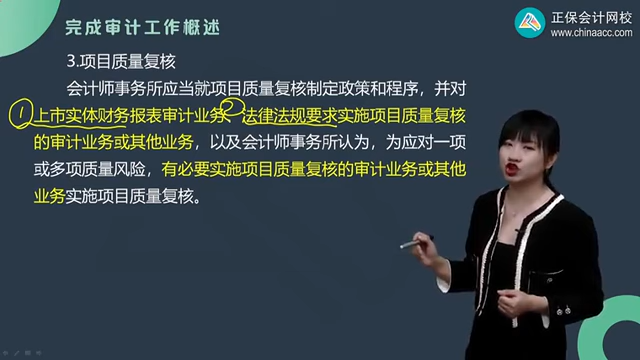 完成审计工作概述
正保会计网校
www.chinaacc.com
3.项目质量复核
会计师事务所应当就项目质量复核制定政策和程序，并对
①上市实体财务报表审计业务、②法律法规要求实施项目质量复核
的审计业务或其他业务，以及会计师事务所认为，为应对一项
或多项质量风险，有必要实施项目质量复核的审计业务或其他
业务实施项目质量复核。